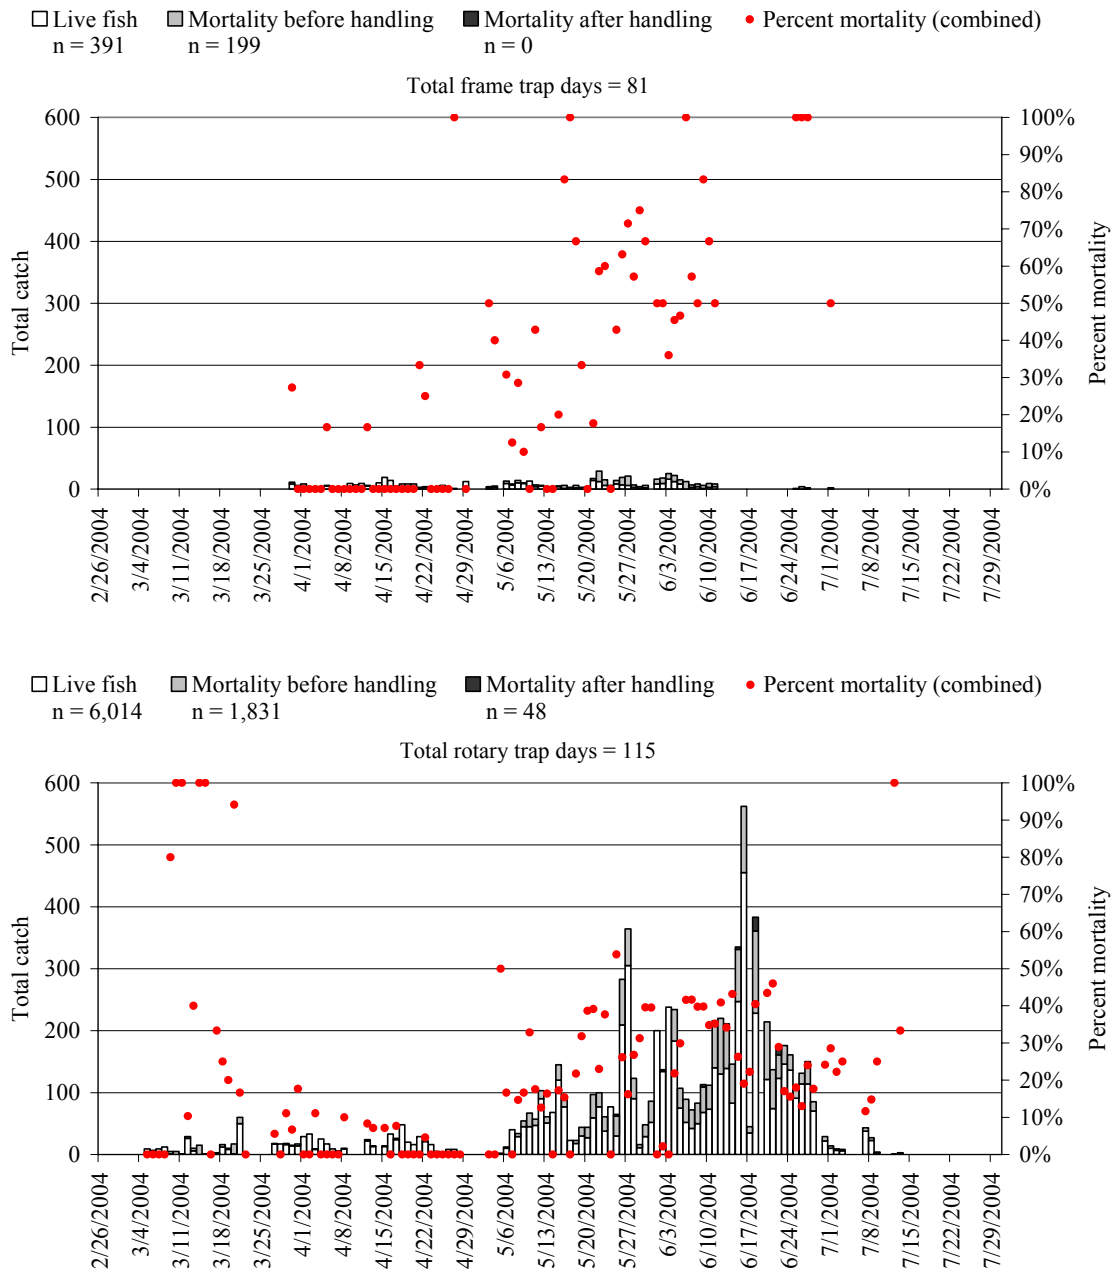 Live fish Mortality before handling Mortality after handling Percent mortality (combined)
n = 391 n = 199 n = 0
Total frame trap days = 81
600 100%
90%
500 80%
70%
400
60%
300 50%
40%
200
30%
100 20%
10%
0 0%
Total catch
Percent mortality
2/26/2004 3/4/2004 3/11/2004 3/18/2004 3/25/2004 4/1/2004 4/8/2004 4/15/2004 4/22/2004 4/29/2004 5/6/2004 5/13/2004 5/20/2004 5/27/2004 6/3/2004 6/10/2004 6/17/2004 6/24/2004 7/1/2004 7/8/2004 7/15/2004 7/22/2004 7/29/2004
Live fish Mortality before handling Mortality after handling Percent mortality (combined)
n = 6,014 n = 1,831 n = 48
Total rotary trap days = 115
600 100%
90%
500 80%
70%
400
60%
300 50%
40%
200
30%
100 20%
10%
0 0%
Total catch
Percent mortality
2/26/2004 3/4/2004 3/11/2004 3/18/2004 3/25/2004 4/1/2004 4/8/2004 4/15/2004 4/22/2004 4/29/2004 5/6/2004 5/13/2004 5/20/2004 5/27/2004 6/3/2004 6/10/2004 6/17/2004 6/24/2004 7/1/2004 7/8/2004 7/15/2004 7/22/2004 7/29/2004